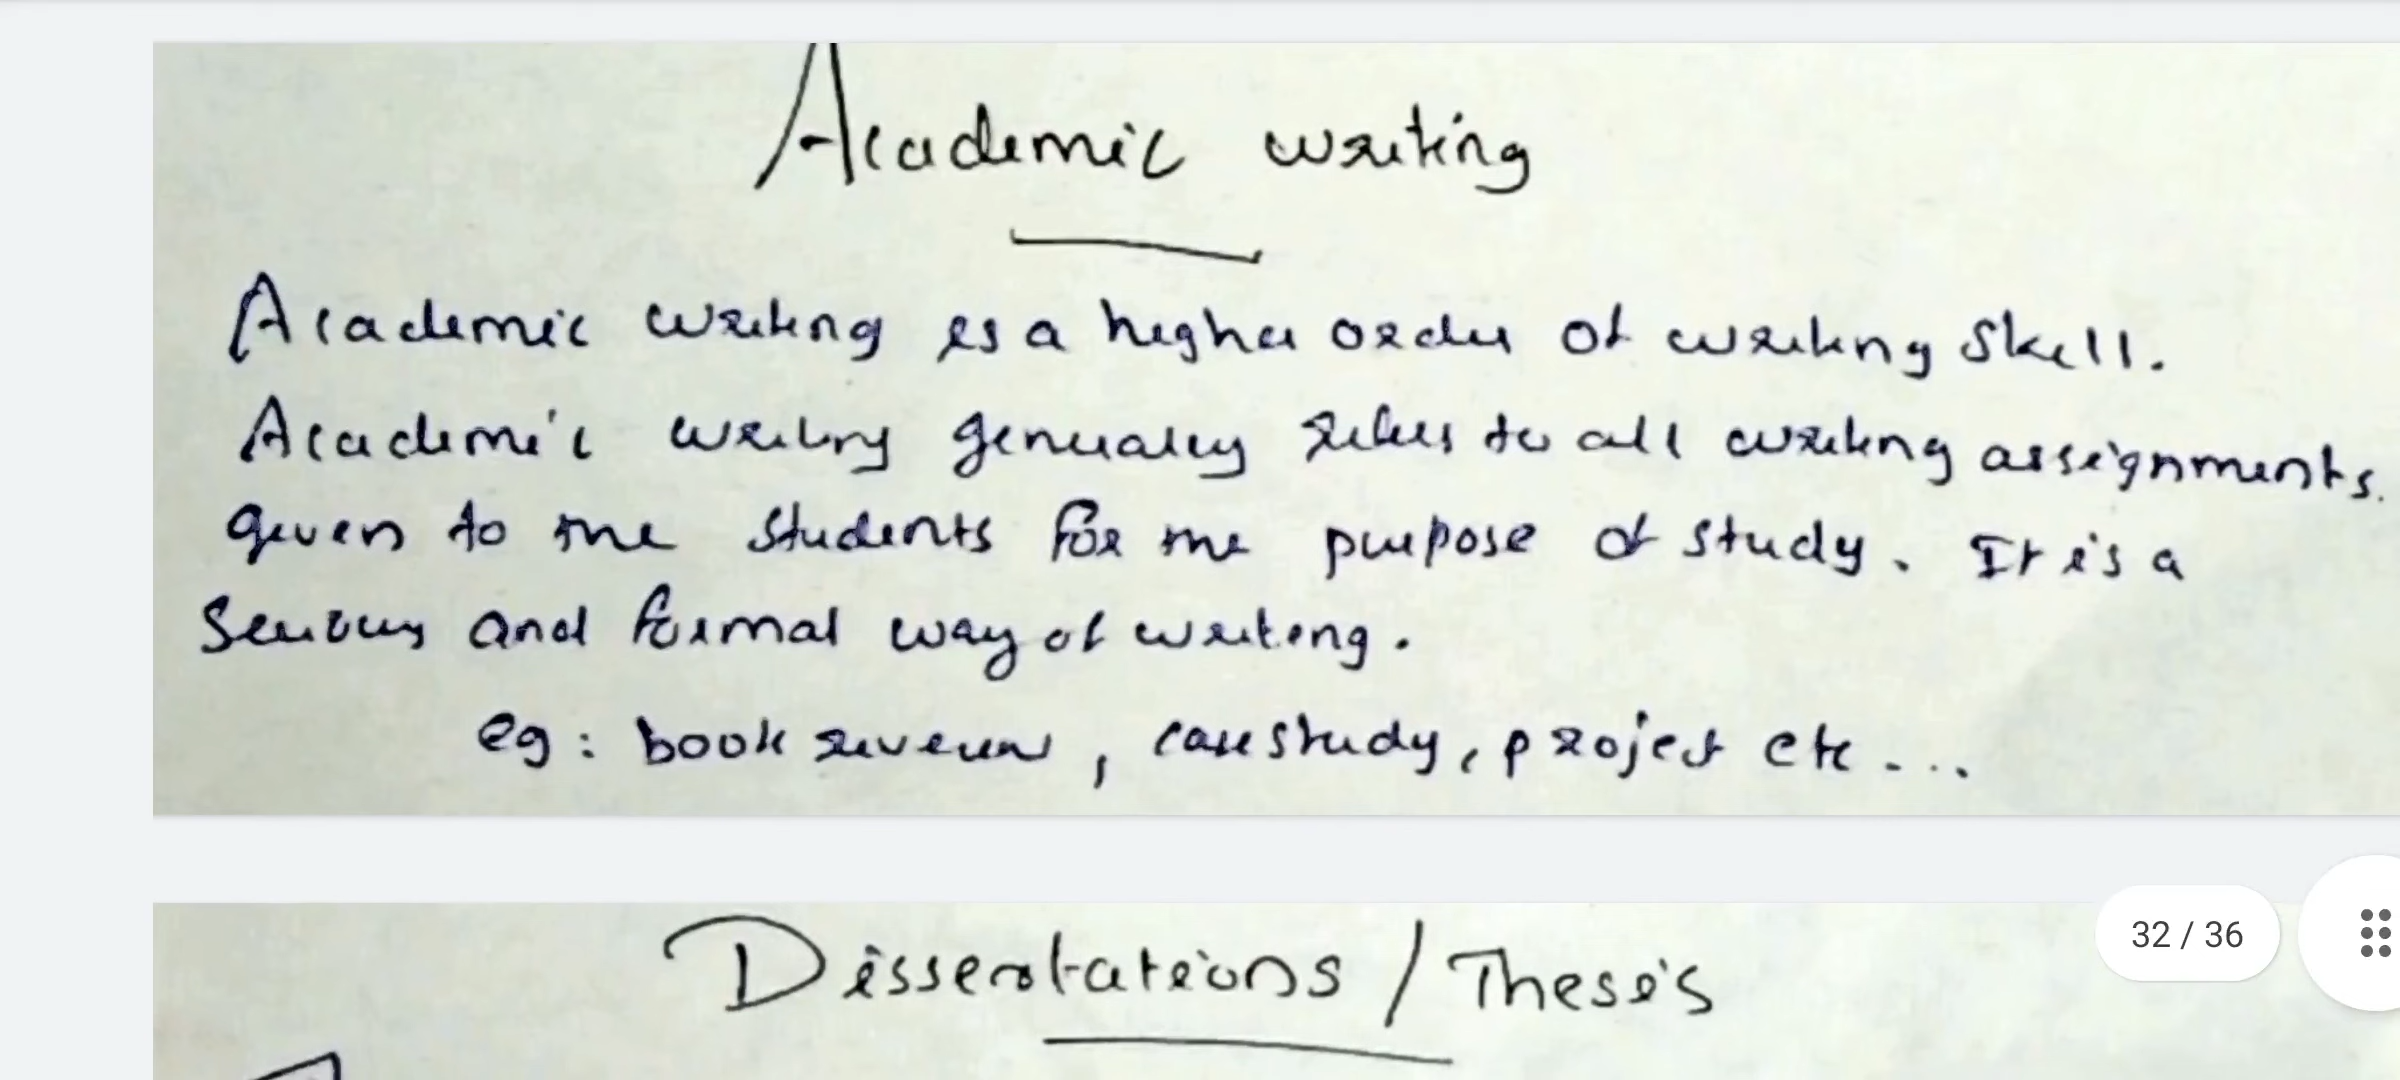 Academic writing
Academic writing is a higher order of writing skill.
Academic writing generally refers to all writing assignments.
given to the students for the purpose of study. It is a
Serious and formal way of writing.
eg: book review, case study, project etc...
32 / 36
Dissertations / Thesis